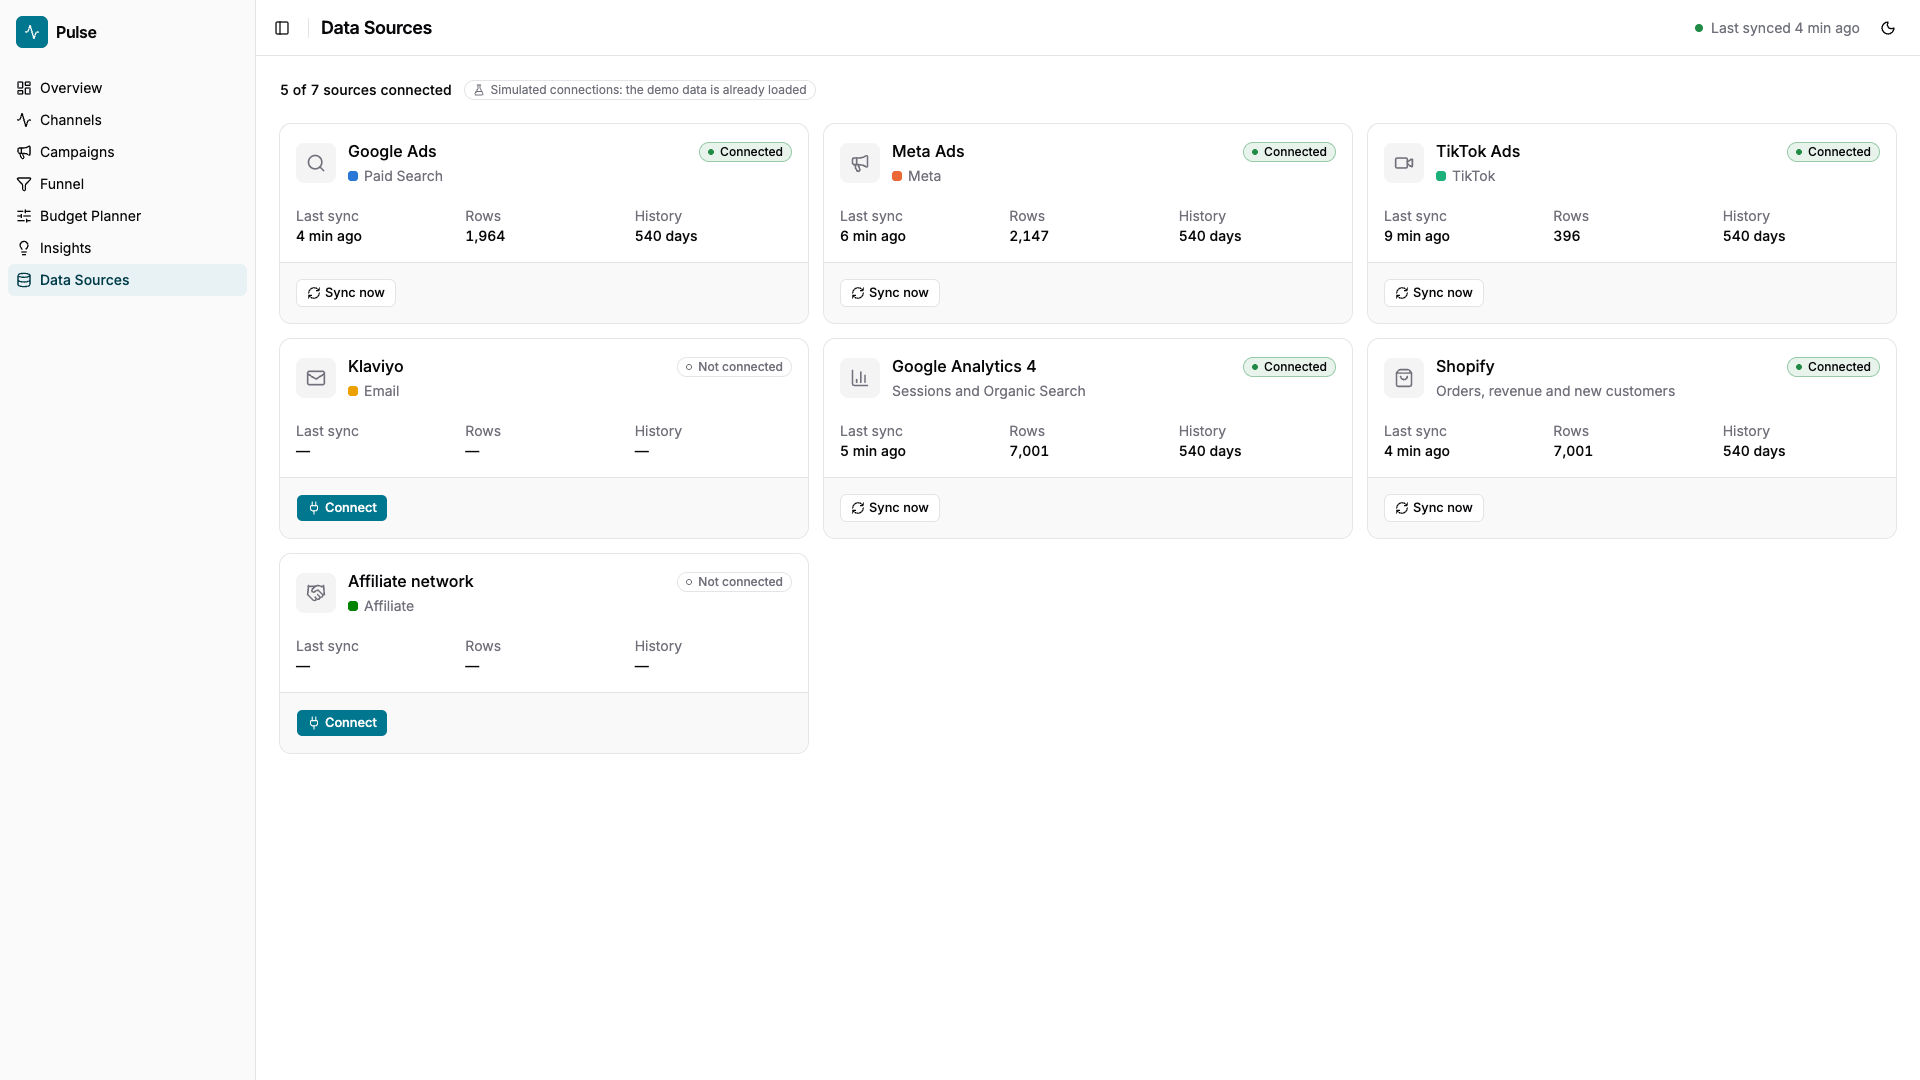 Pulse
Overview
Channels
Campaigns
Funnel
Budget Planner
Insights
Data Sources
Data Sources
Last synced 4 min ago
5 of 7 sources connected
Simulated connections: the demo data is already loaded
Google Ads
Connected
Paid Search
Last sync Rows History
4 min ago 1,964 540 days
Sync now
Meta Ads
Connected
Meta
Last sync Rows History
6 min ago 2,147 540 days
Sync now
TikTok Ads
Connected
TikTok
Last sync Rows History
9 min ago 396 540 days
Sync now
Klaviyo
Not connected
Email
Last sync Rows History
— — —
Connect
Google Analytics 4
Connected
Sessions and Organic Search
Last sync Rows History
5 min ago 7,001 540 days
Sync now
Shopify
Connected
Orders, revenue and new customers
Last sync Rows History
4 min ago 7,001 540 days
Sync now
Affiliate network
Not connected
Affiliate
Last sync Rows History
— — —
Connect